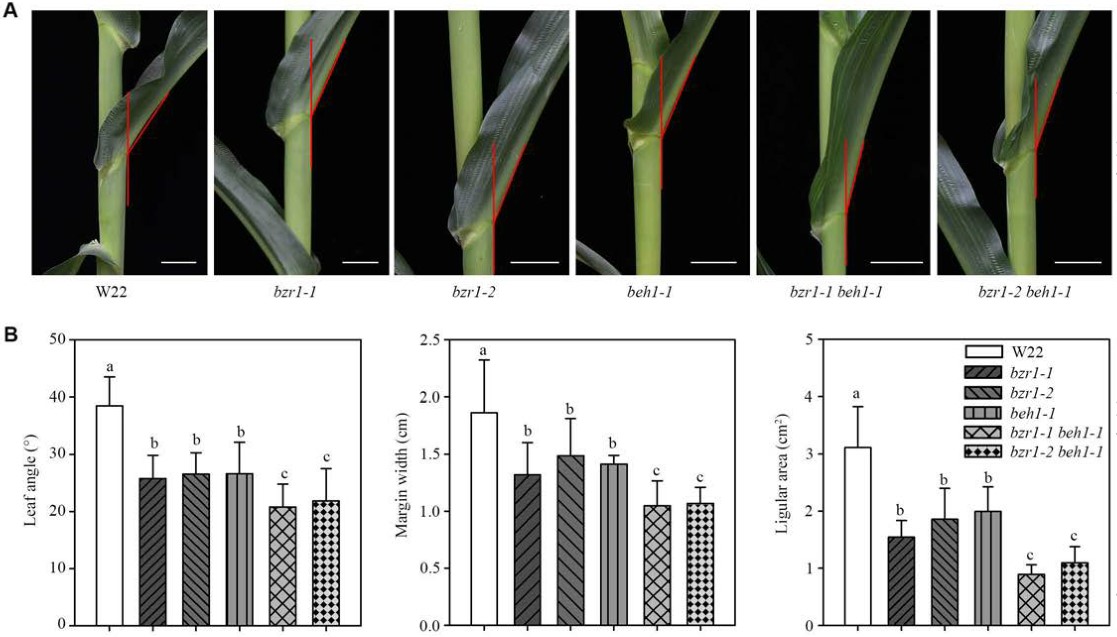 A
W22
bzr1-1
bzr1-2
beh1-1
bzr1-1 beh1-1
bzr1-2 beh1-1
B
Leaf angle (°)
50
40
30
20
10
0
a
b
b
b
c
c
Margin width (cm)
2.5
2.0
1.5
1.0
0.5
0.0
a
b
b
b
c
c
Ligular area (cm²)
5
4
3
2
1
0
a
b
b
b
c
c
W22
bzr1-1
bzr1-2
beh1-1
bzr1-1 beh1-1
bzr1-2 beh1-1